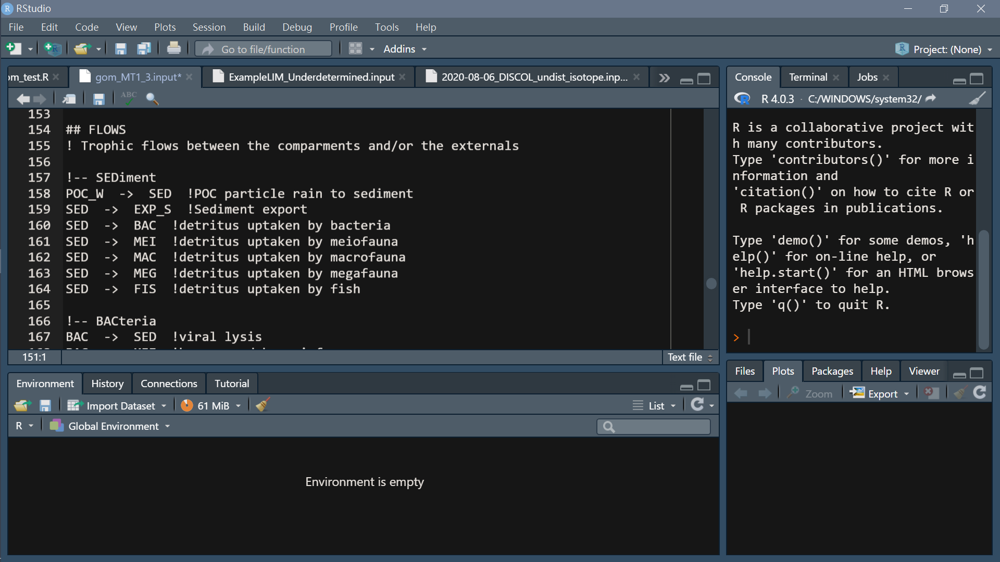 RStudio
File Edit Code View Plots Session Build Debug Profile Tools Help
Go to file/function Addins Project: (None)
om_test.R gom_MT1_3.input* ExampleLIM_Underdetermined.input 2020-08-06_DISCOL_undist_isotope.inp...
ABC
153
154 ## FLOWS
155 ! Trophic flows between the comparments and/or the externals
156
157 !-- SEDiment
158 POC_W -> SED !POC particle rain to sediment
159 SED -> EXP_S !Sediment export
160 SED -> BAC !detritus uptaken by bacteria
161 SED -> MEI !detritus uptaken by meiofauna
162 SED -> MAC !detritus uptaken by macrofauna
163 SED -> MEG !detritus uptaken by megafauna
164 SED -> FIS !detritus uptaken by fish
165
166 !-- BACteria
167 BAC -> SED !viral lysis
151:1 Text file
Console Terminal Jobs
R 4.0.3 · C:/WINDOWS/system32/
R is a collaborative project wit
h many contributors.
Type 'contributors()' for more i
nformation and
'citation()' on how to cite R or
R packages in publications.
Type 'demo()' for some demos, 'h
elp()' for on-line help, or
'help.start()' for an HTML brows
er interface to help.
Type 'q()' to quit R.
>
Environment History Connections Tutorial
Import Dataset 61 MiB List
R Global Environment
Environment is empty
Files Plots Packages Help Viewer
Zoom Export